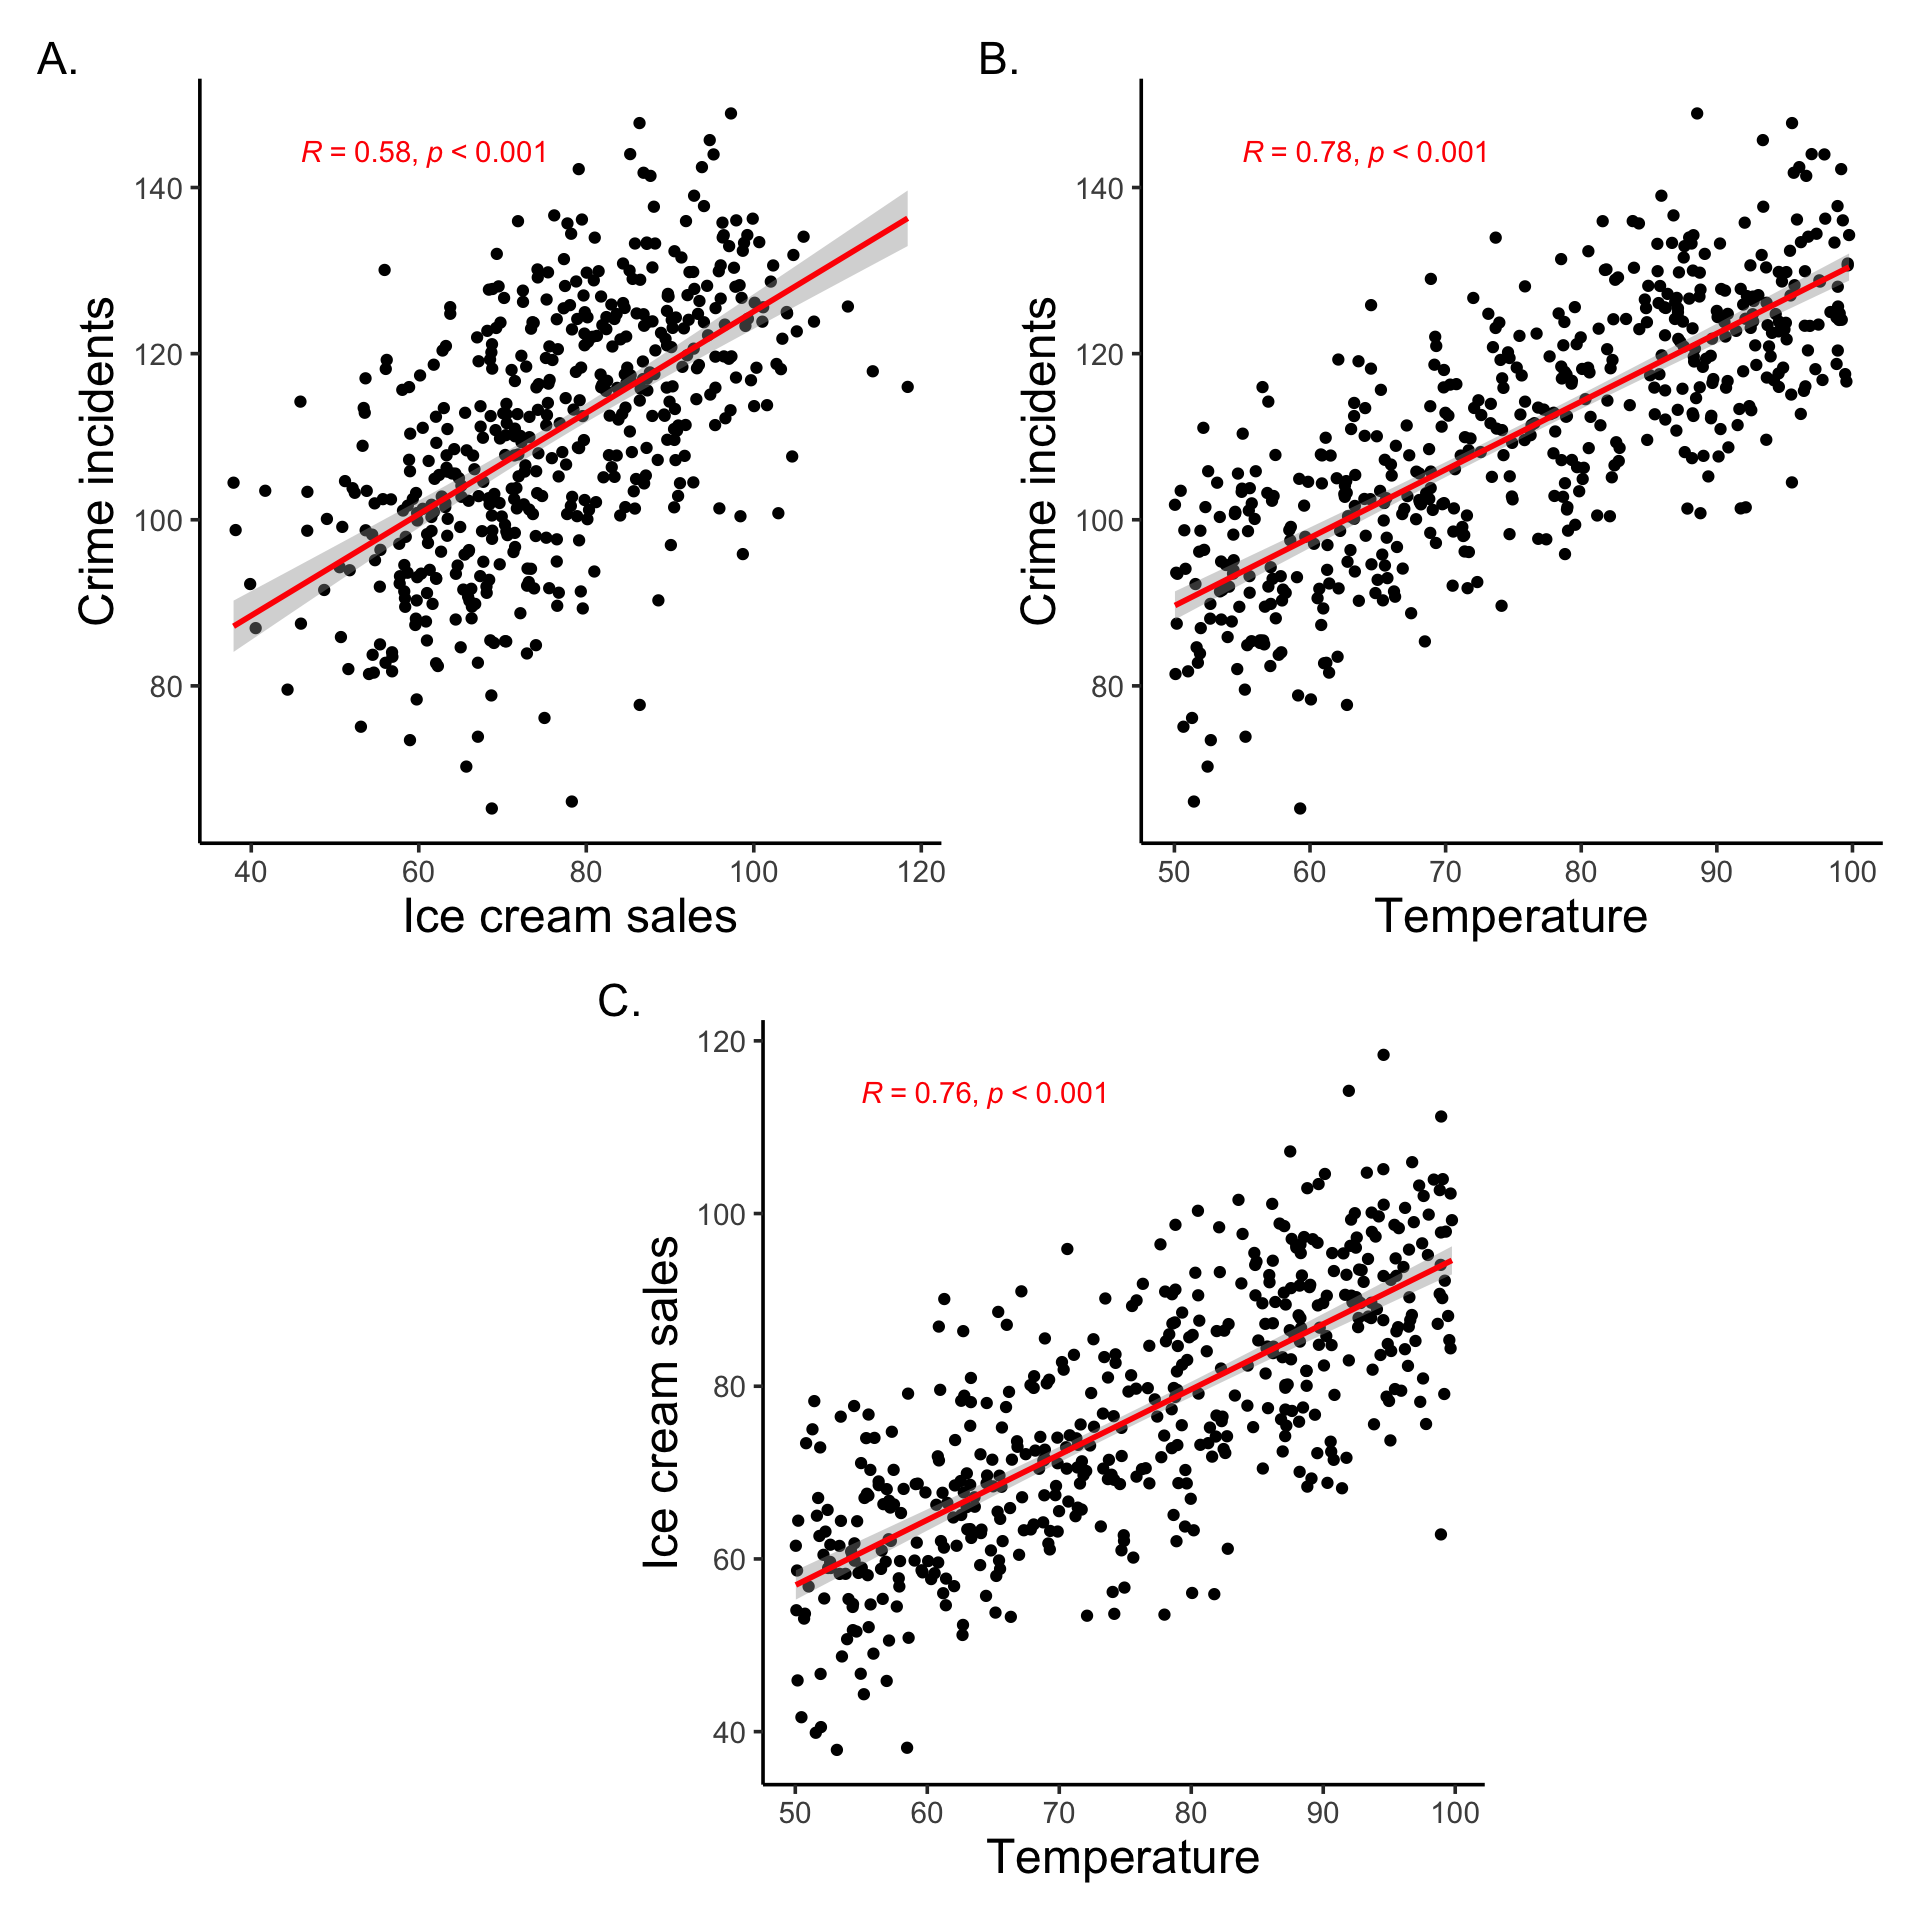 A.
R = 0.58, p < 0.001
140
120
100
80
Crime incidents
40 60 80 100 120
Ice cream sales
B.
R = 0.78, p < 0.001
140
120
100
80
Crime incidents
50 60 70 80 90 100
Temperature
C.
R = 0.76, p < 0.001
120
100
80
60
40
Ice cream sales
50 60 70 80 90 100
Temperature